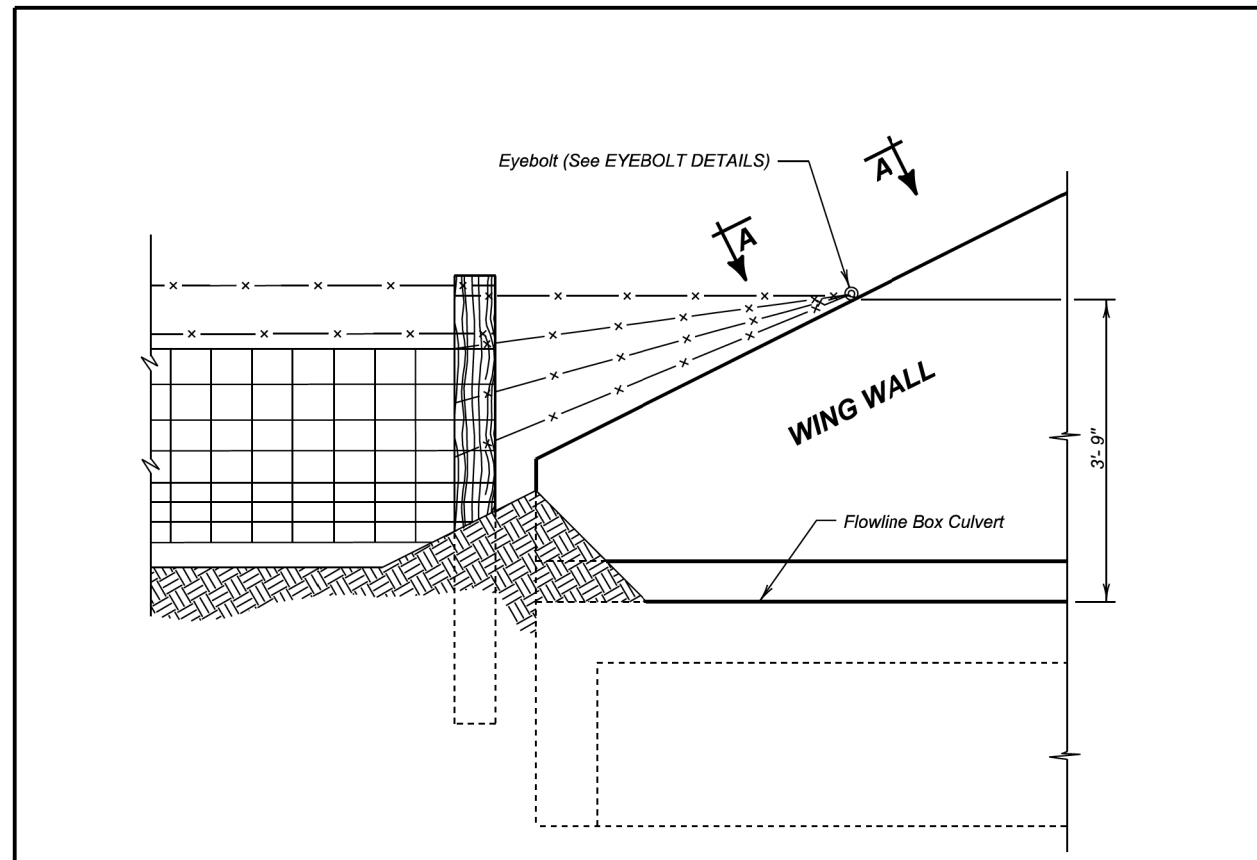 Eyebolt (See EYEBOLT DETAILS)
A
A
WING WALL
3'- 9"
Flowline Box Culvert